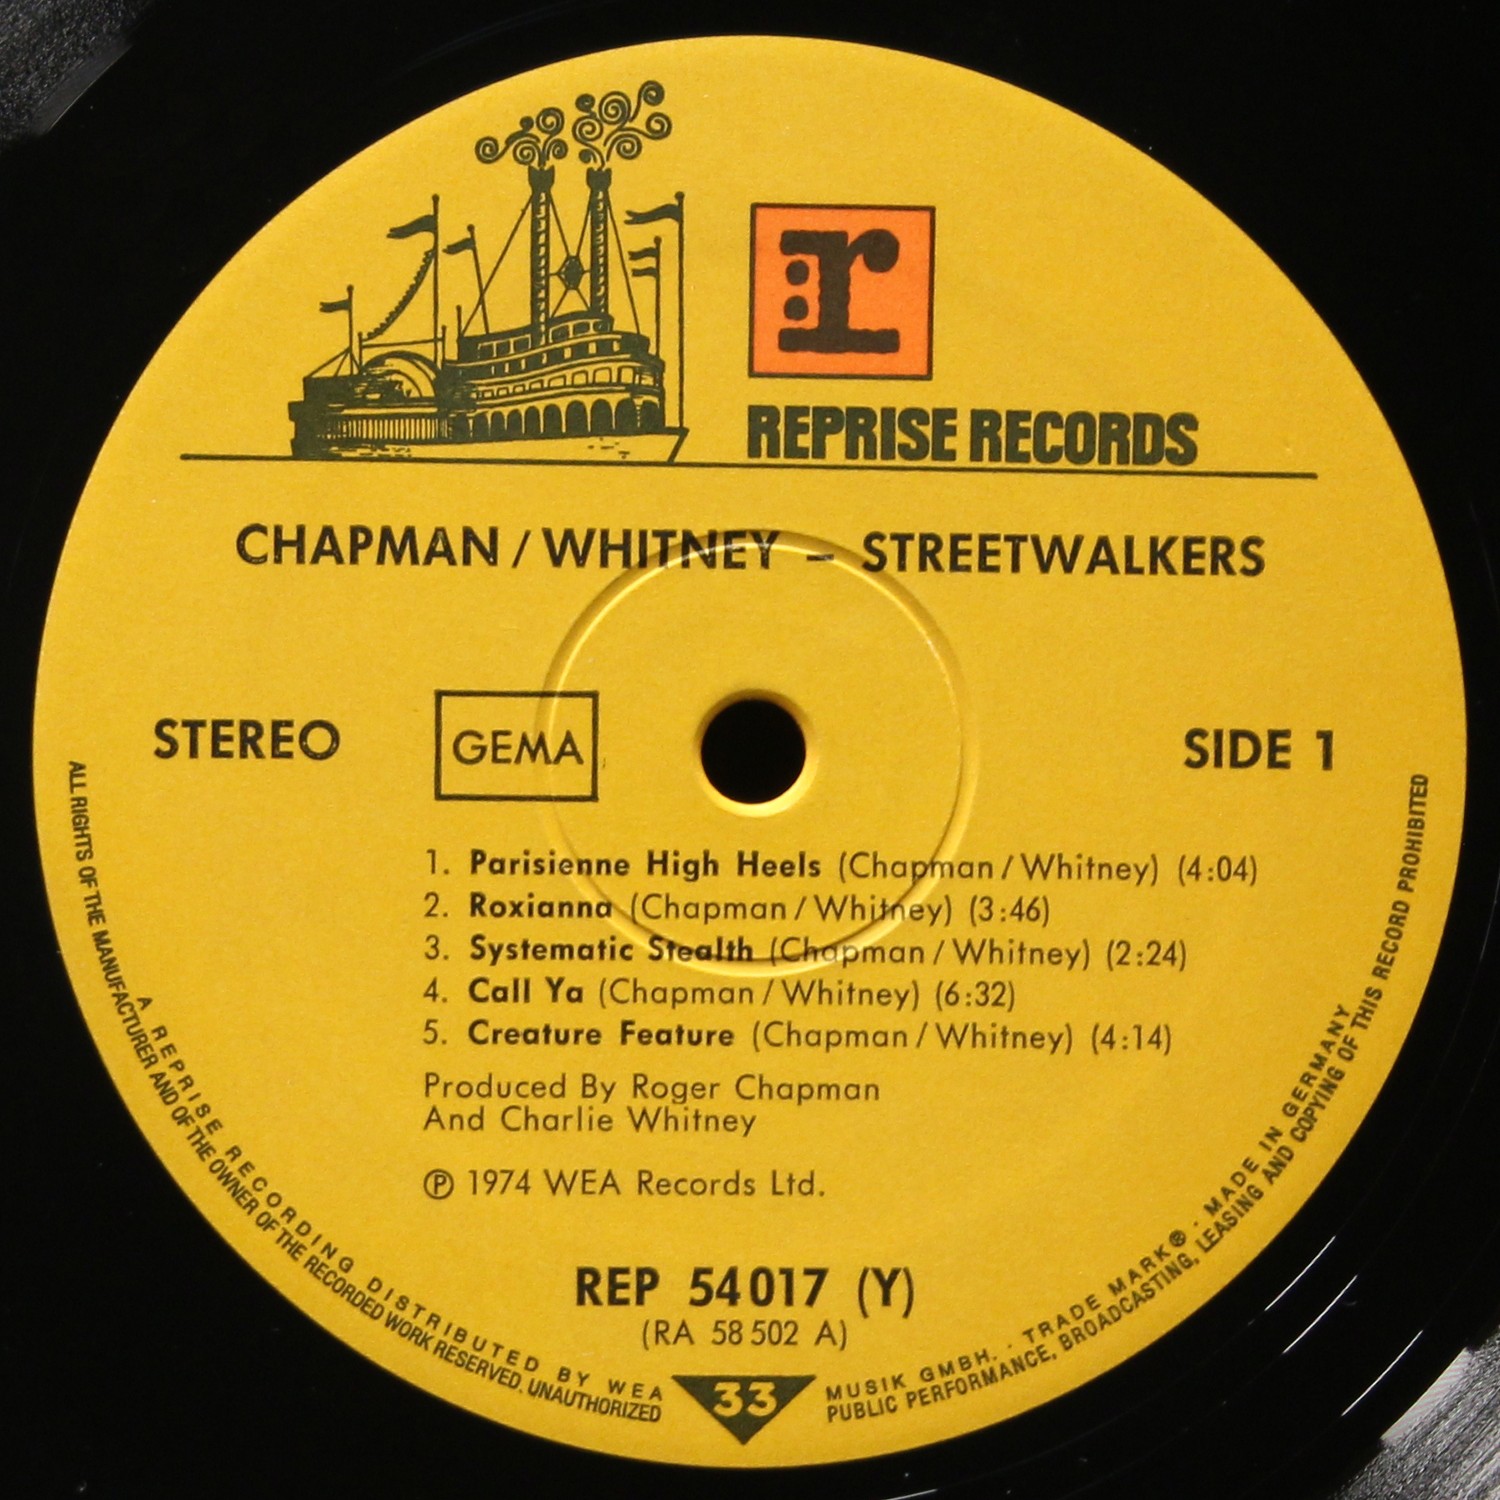 r
REPRISE RECORDS
CHAPMAN / WHITNEY – STREETWALKERS
STEREO
GEMA
SIDE 1
1. Parisienne High Heels (Chapman / Whitney) (4:04)
2. Roxianna (Chapman / Whitney) (3:46)
3. Systematic Stealth (Chapman / Whitney) (2:24)
4. Call Ya (Chapman / Whitney) (6:32)
5. Creature Feature (Chapman / Whitney) (4:14)
Produced By Roger Chapman
And Charlie Whitney
℗ 1974 WEA Records Ltd.
REP 54 017 (Y)
(RA 58 502 A)
33
A REPRISE RECORDING DISTRIBUTED BY WEA MUSIK GMBH. . TRADE MARK® . MADE IN GERMANY
ALL RIGHTS OF THE MANUFACTURER AND OF THE OWNER OF THE RECORDED WORK RESERVED. UNAUTHORIZED PUBLIC PERFORMANCE, BROADCASTING, LEASING AND COPYING OF THIS RECORD PROHIBITED